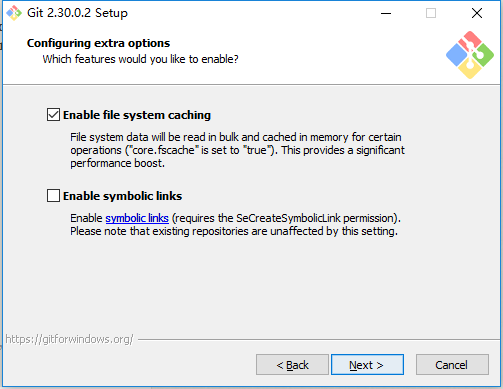 Git 2.30.0.2 Setup
Configuring extra options
Which features would you like to enable?
Enable file system caching
File system data will be read in bulk and cached in memory for certain
operations ("core.fscache" is set to "true"). This provides a significant
performance boost.
Enable symbolic links
Enable symbolic links (requires the SeCreateSymbolicLink permission).
Please note that existing repositories are unaffected by this setting.
https://gitforwindows.org/
< Back
Next >
Cancel